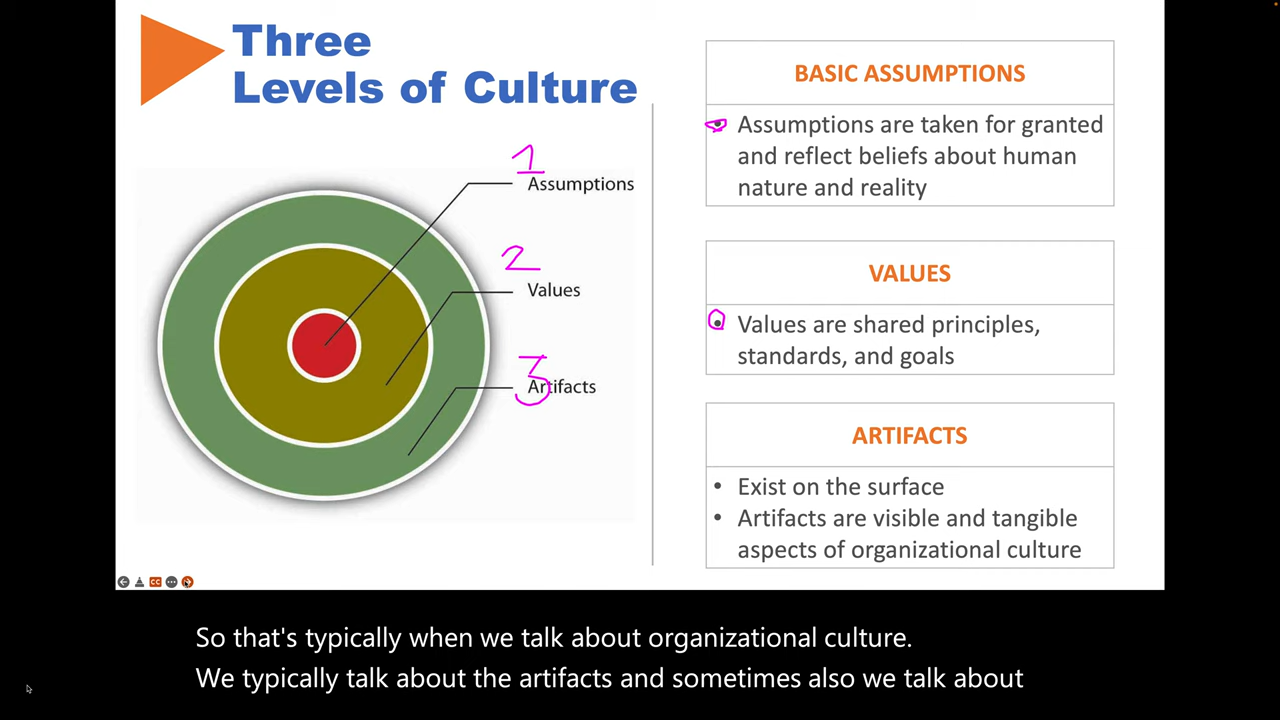 Three
Levels of Culture
1
Assumptions
2
Values
3
Artifacts
BASIC ASSUMPTIONS
• Assumptions are taken for granted
and reflect beliefs about human
nature and reality
VALUES
• Values are shared principles,
standards, and goals
ARTIFACTS
• Exist on the surface
• Artifacts are visible and tangible
aspects of organizational culture
CC
So that's typically when we talk about organizational culture.
We typically talk about the artifacts and sometimes also we talk about